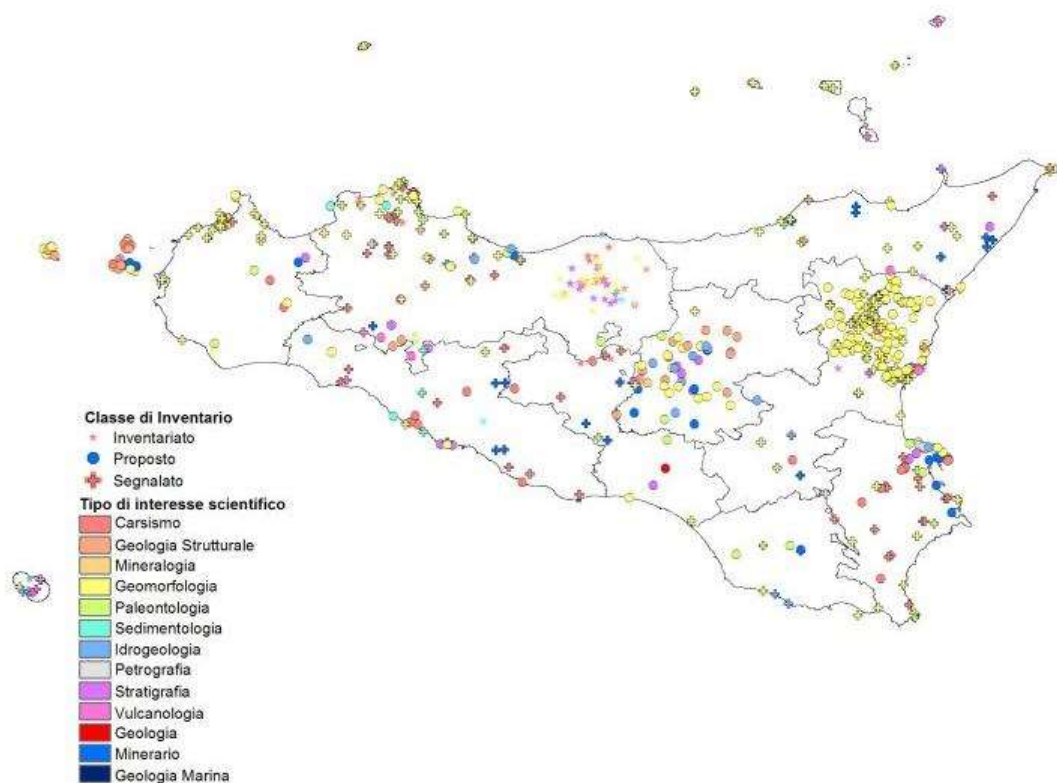 Classe di Inventario
Inventariato
Proposto
Segnalato
Tipo di interesse scientifico
Carsismo
Geologia Strutturale
Mineralogia
Geomorfologia
Paleontologia
Sedimentologia
Idrogeologia
Petrografia
Stratigrafia
Vulcanologia
Geologia
Minerario
Geologia Marina